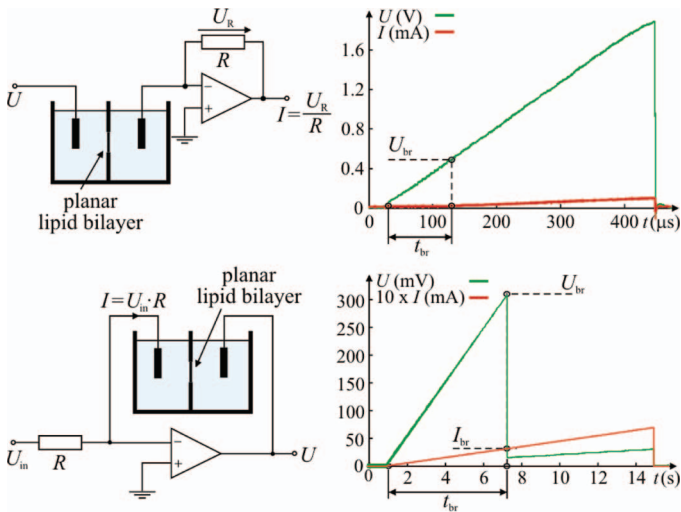 U_R
R
U
−
+
I = U_R/R
planar
lipid bilayer
U (V)
I (mA)
1.6
1.2
0.8
0.4
0
U_br
0 100 200 300 400 t (μs)
t_br
planar
lipid bilayer
I=U_in·R
U_in
R
−
+
U
U (mV)
10 x I (mA)
300
250
200
150
100
50
0
U_br
I_br
2 4 6 8 10 12 14 t (s)
t_br